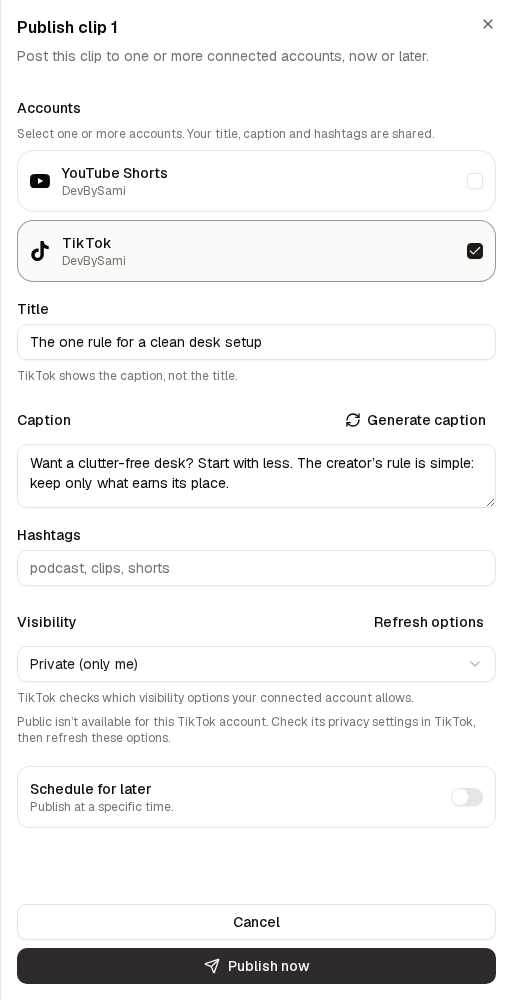 Publish clip 1
Post this clip to one or more connected accounts, now or later.
Accounts
Select one or more accounts. Your title, caption and hashtags are shared.
YouTube Shorts
DevBySami
TikTok
DevBySami
Title
The one rule for a clean desk setup
TikTok shows the caption, not the title.
Caption
Generate caption
Want a clutter-free desk? Start with less. The creator's rule is simple:
keep only what earns its place.
Hashtags
podcast, clips, shorts
Visibility
Refresh options
Private (only me)
TikTok checks which visibility options your connected account allows.
Public isn't available for this TikTok account. Check its privacy settings in TikTok,
then refresh these options.
Schedule for later
Publish at a specific time.
Cancel
Publish now